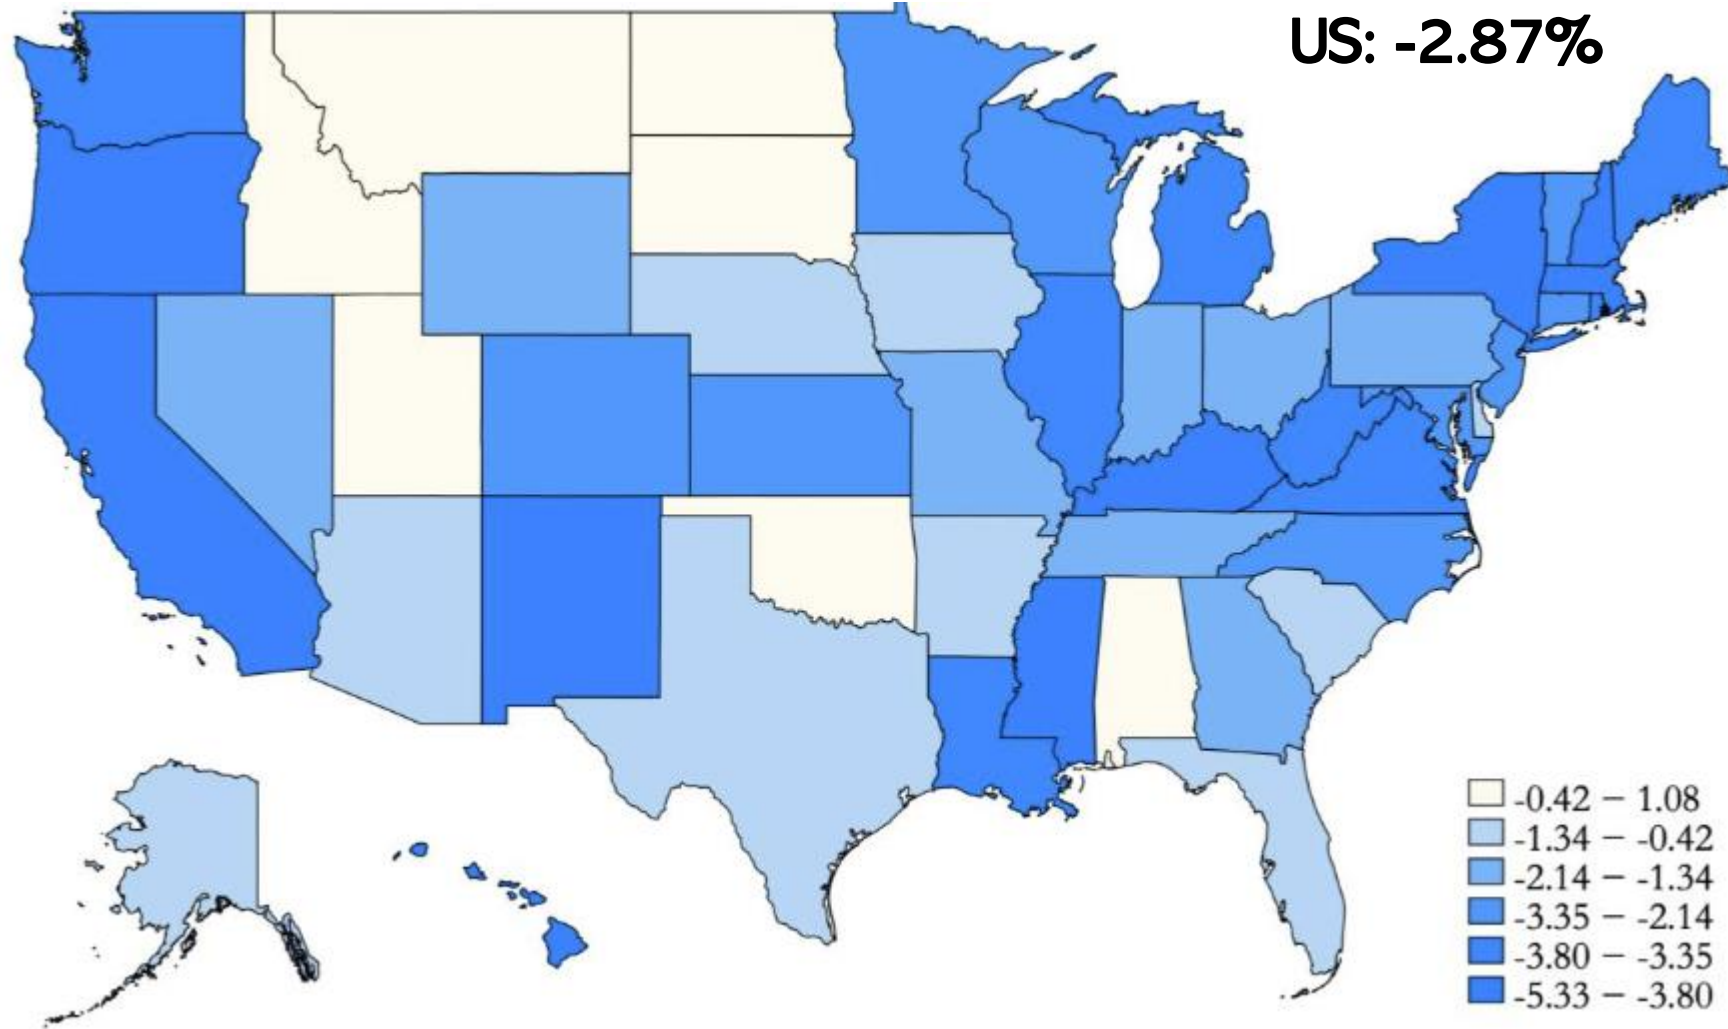 US: -2.87%
-0.42 – 1.08
-1.34 – -0.42
-2.14 – -1.34
-3.35 – -2.14
-3.80 – -3.35
-5.33 – -3.80